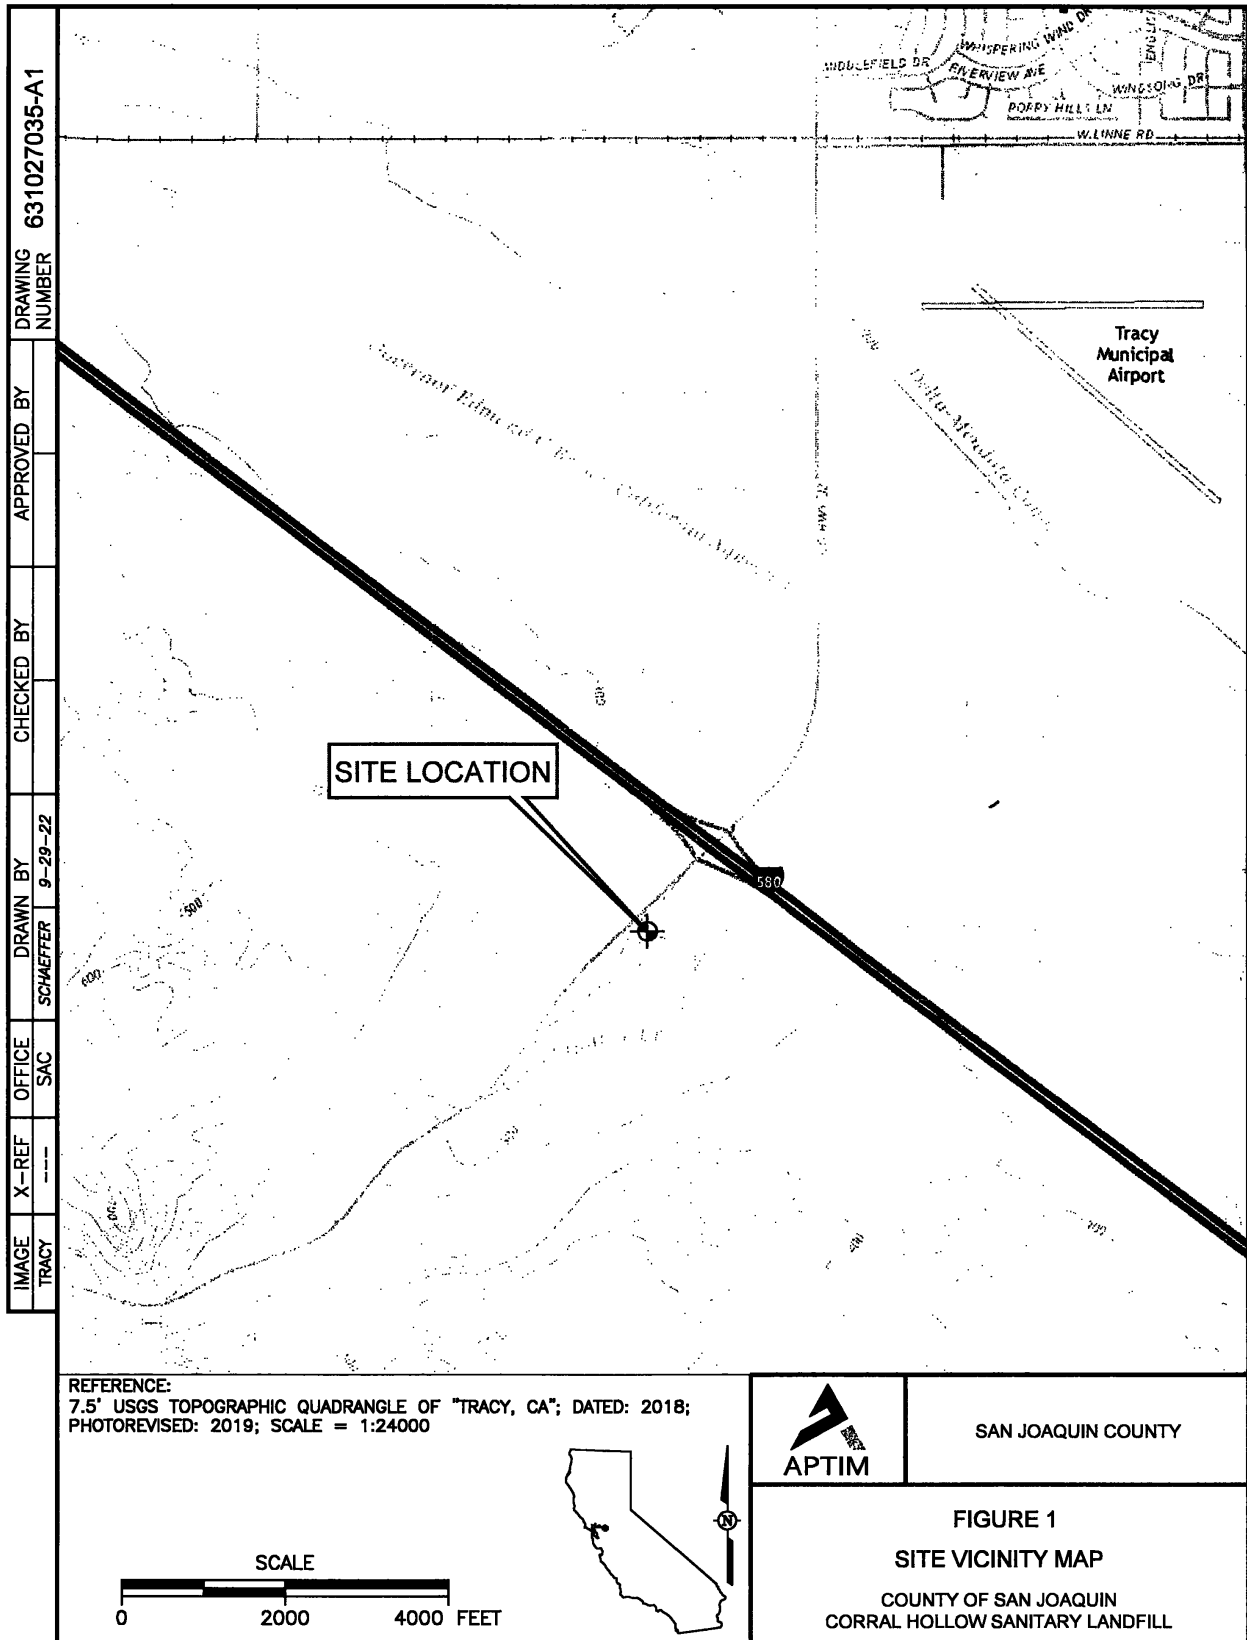 DRAWING NUMBER
631027035-A1
APPROVED BY
CHECKED BY
DRAWN BY
SCHAEFFER
9-29-22
OFFICE
SAC
X-REF
---
IMAGE
TRACY
MIDDLEFIELD DR
WHISPERING WIND DR
RIVERVIEW AVE
WINDSONG DR
POPPY HILLS LN
W.LINNE RD
Tracy
Municipal
Airport
Delta-Mendota
SITE LOCATION
580
500
600
400
REFERENCE:
7.5' USGS TOPOGRAPHIC QUADRANGLE OF "TRACY, CA"; DATED: 2018;
PHOTOREVISED: 2019; SCALE = 1:24000
SCALE
0 2000 4000 FEET
N
APTIM
SAN JOAQUIN COUNTY
FIGURE 1
SITE VICINITY MAP
COUNTY OF SAN JOAQUIN
CORRAL HOLLOW SANITARY LANDFILL